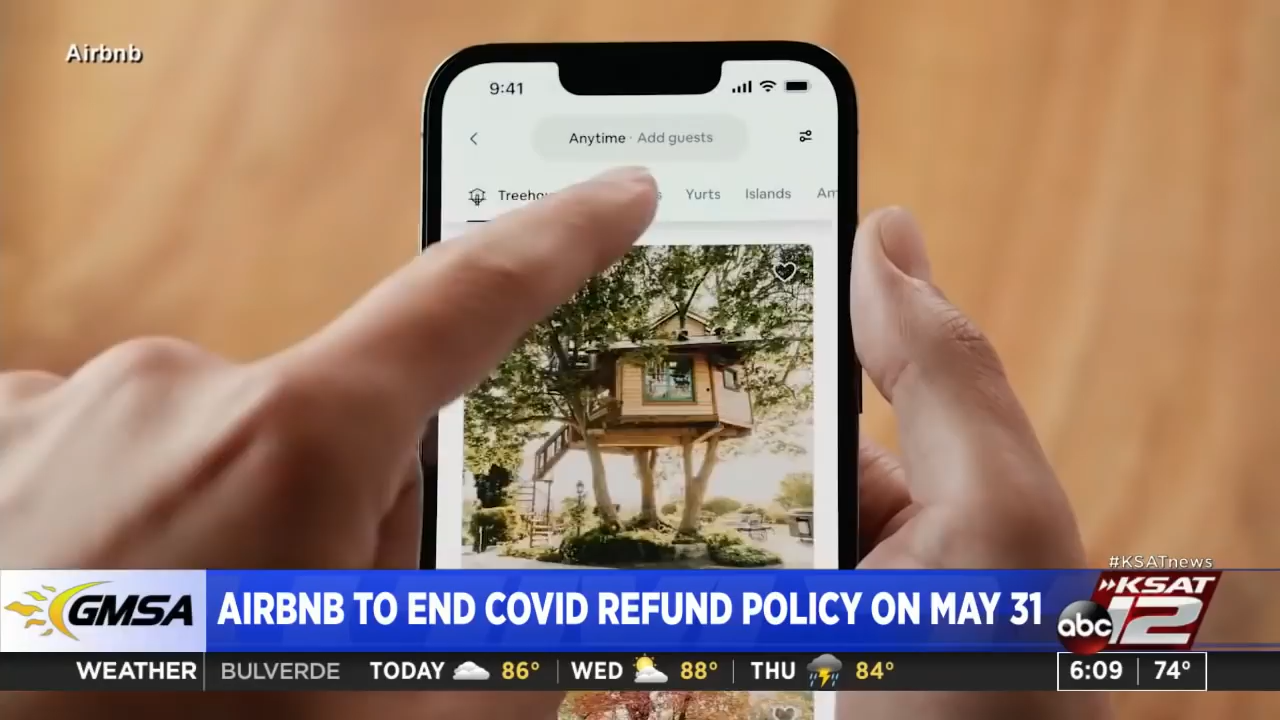 Airbnb
9:41
Anytime · Add guests
Yurts Islands
#KSATnews
GMSA AIRBNB TO END COVID REFUND POLICY ON MAY 31
KSAT
abc 12
WEATHER BULVERDE TODAY 86° WED 88° THU 84° 6:09 74°